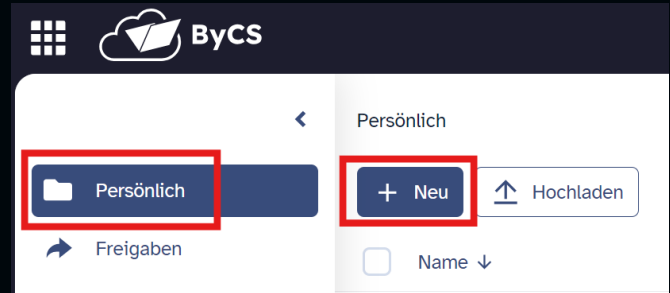 ByCS
Persönlich
Persönlich
Freigaben
+ Neu
Hochladen
Name ↓